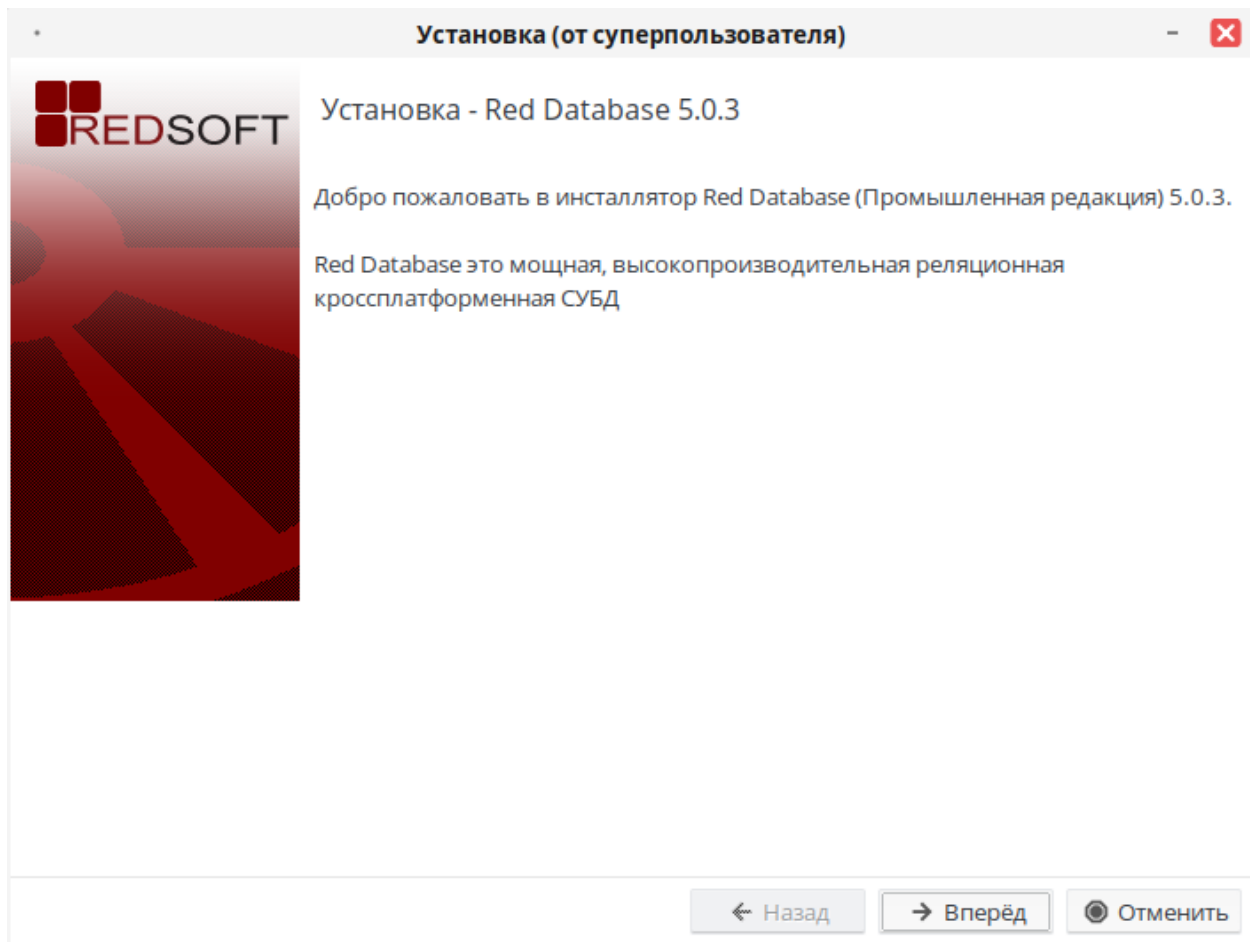 Установка (от суперпользователя)
REDSOFT
Установка - Red Database 5.0.3
Добро пожаловать в инсталлятор Red Database (Промышленная редакция) 5.0.3.
Red Database это мощная, высокопроизводительная реляционная
кроссплатформенная СУБД
Назад
Вперёд
Отменить